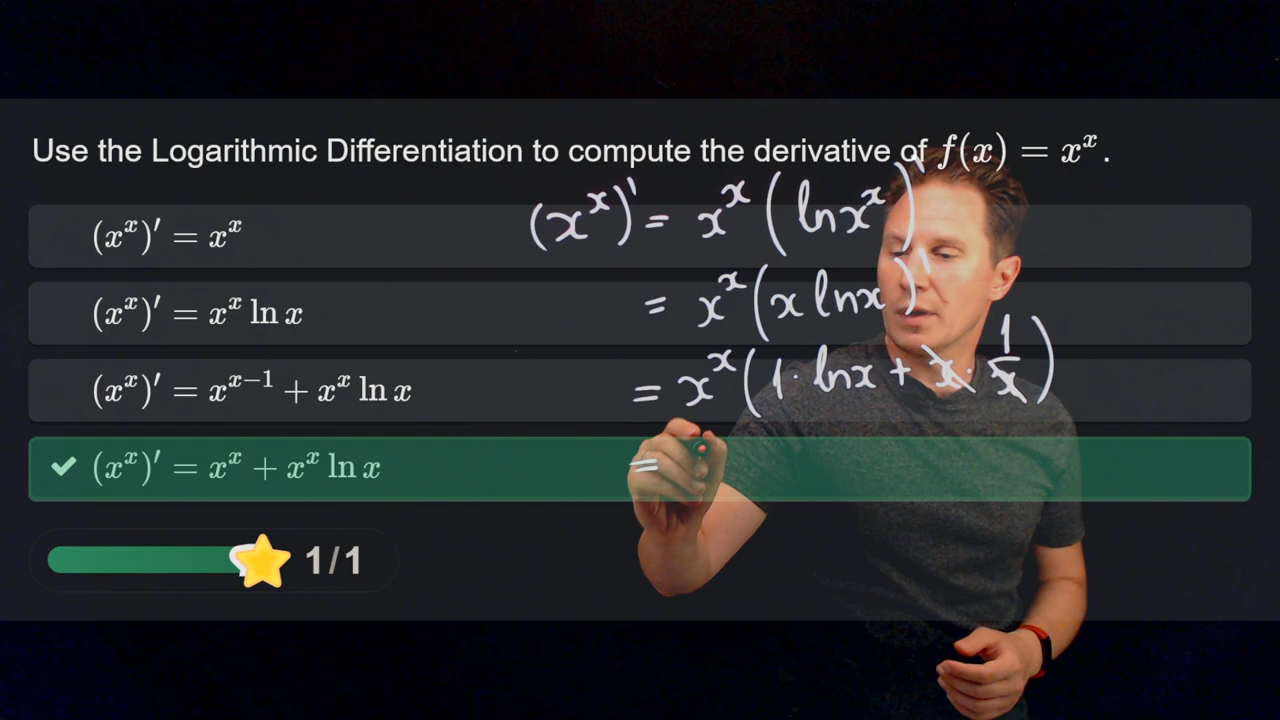 Use the Logarithmic Differentiation to compute the derivative of f(x) = x^x.
(x^x)' = x^x
(x^x)' = x^x ln x
(x^x)' = x^{x-1} + x^x ln x
(x^x)' = x^x + x^x ln x
1/1
(x^x)' = x^x (ln x^x)'
= x^x (x ln x)'
= x^x (1 · ln x + x · 1/x)
=